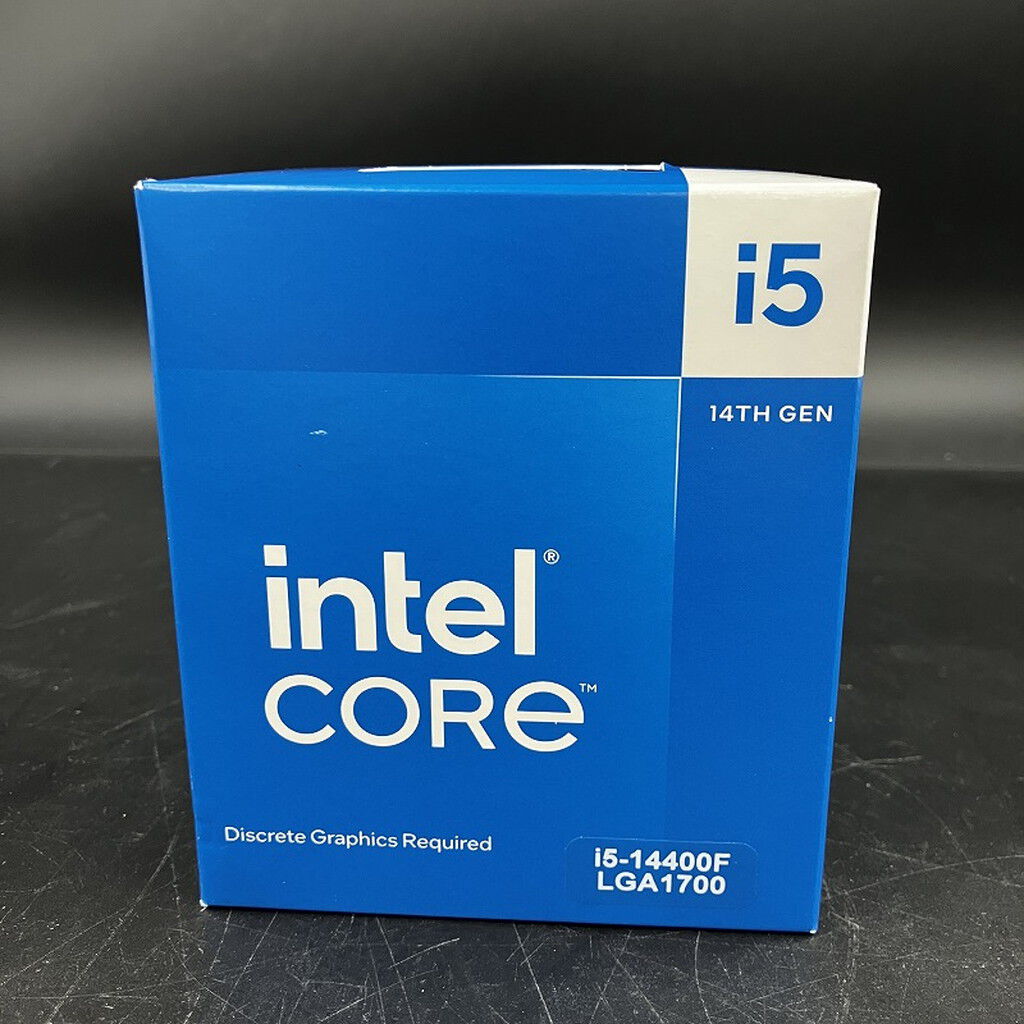 i5
14TH GEN
intel®
CORE™
Discrete Graphics Required
i5-14400F
LGA1700